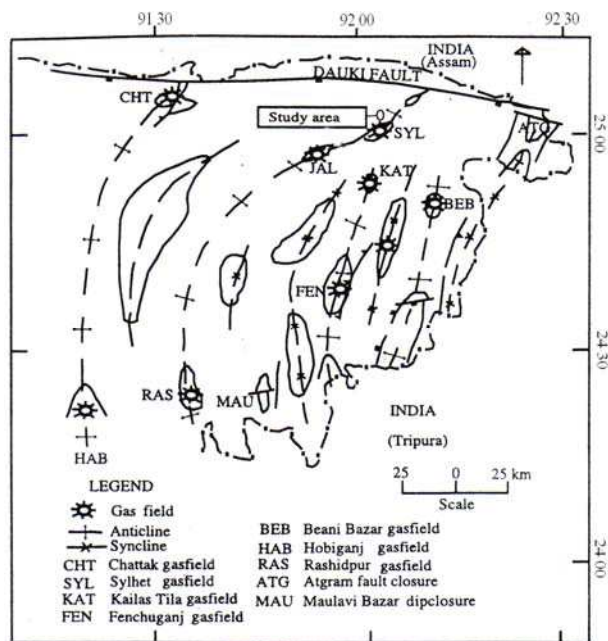 91 30
92 00
92 30
INDIA
(Assam)
DAUKI FAULT
CHT
Study area
SYL
ATG
25 00
JAL
KAT
BEB
FEN
24 30
RAS
MAU
INDIA
(Tripura)
HAB
25 0 25 km
Scale
LEGEND
Gas field
Anticline
Syncline
CHT Chattak gasfield
SYL Sylhet gasfield
KAT Kailas Tila gasfield
FEN Fenchuganj gasfield
BEB Beani Bazar gasfield
HAB Hobiganj gasfield
RAS Rashidpur gasfield
ATG Atgram fault closure
MAU Maulavi Bazar dipclosure
24 00